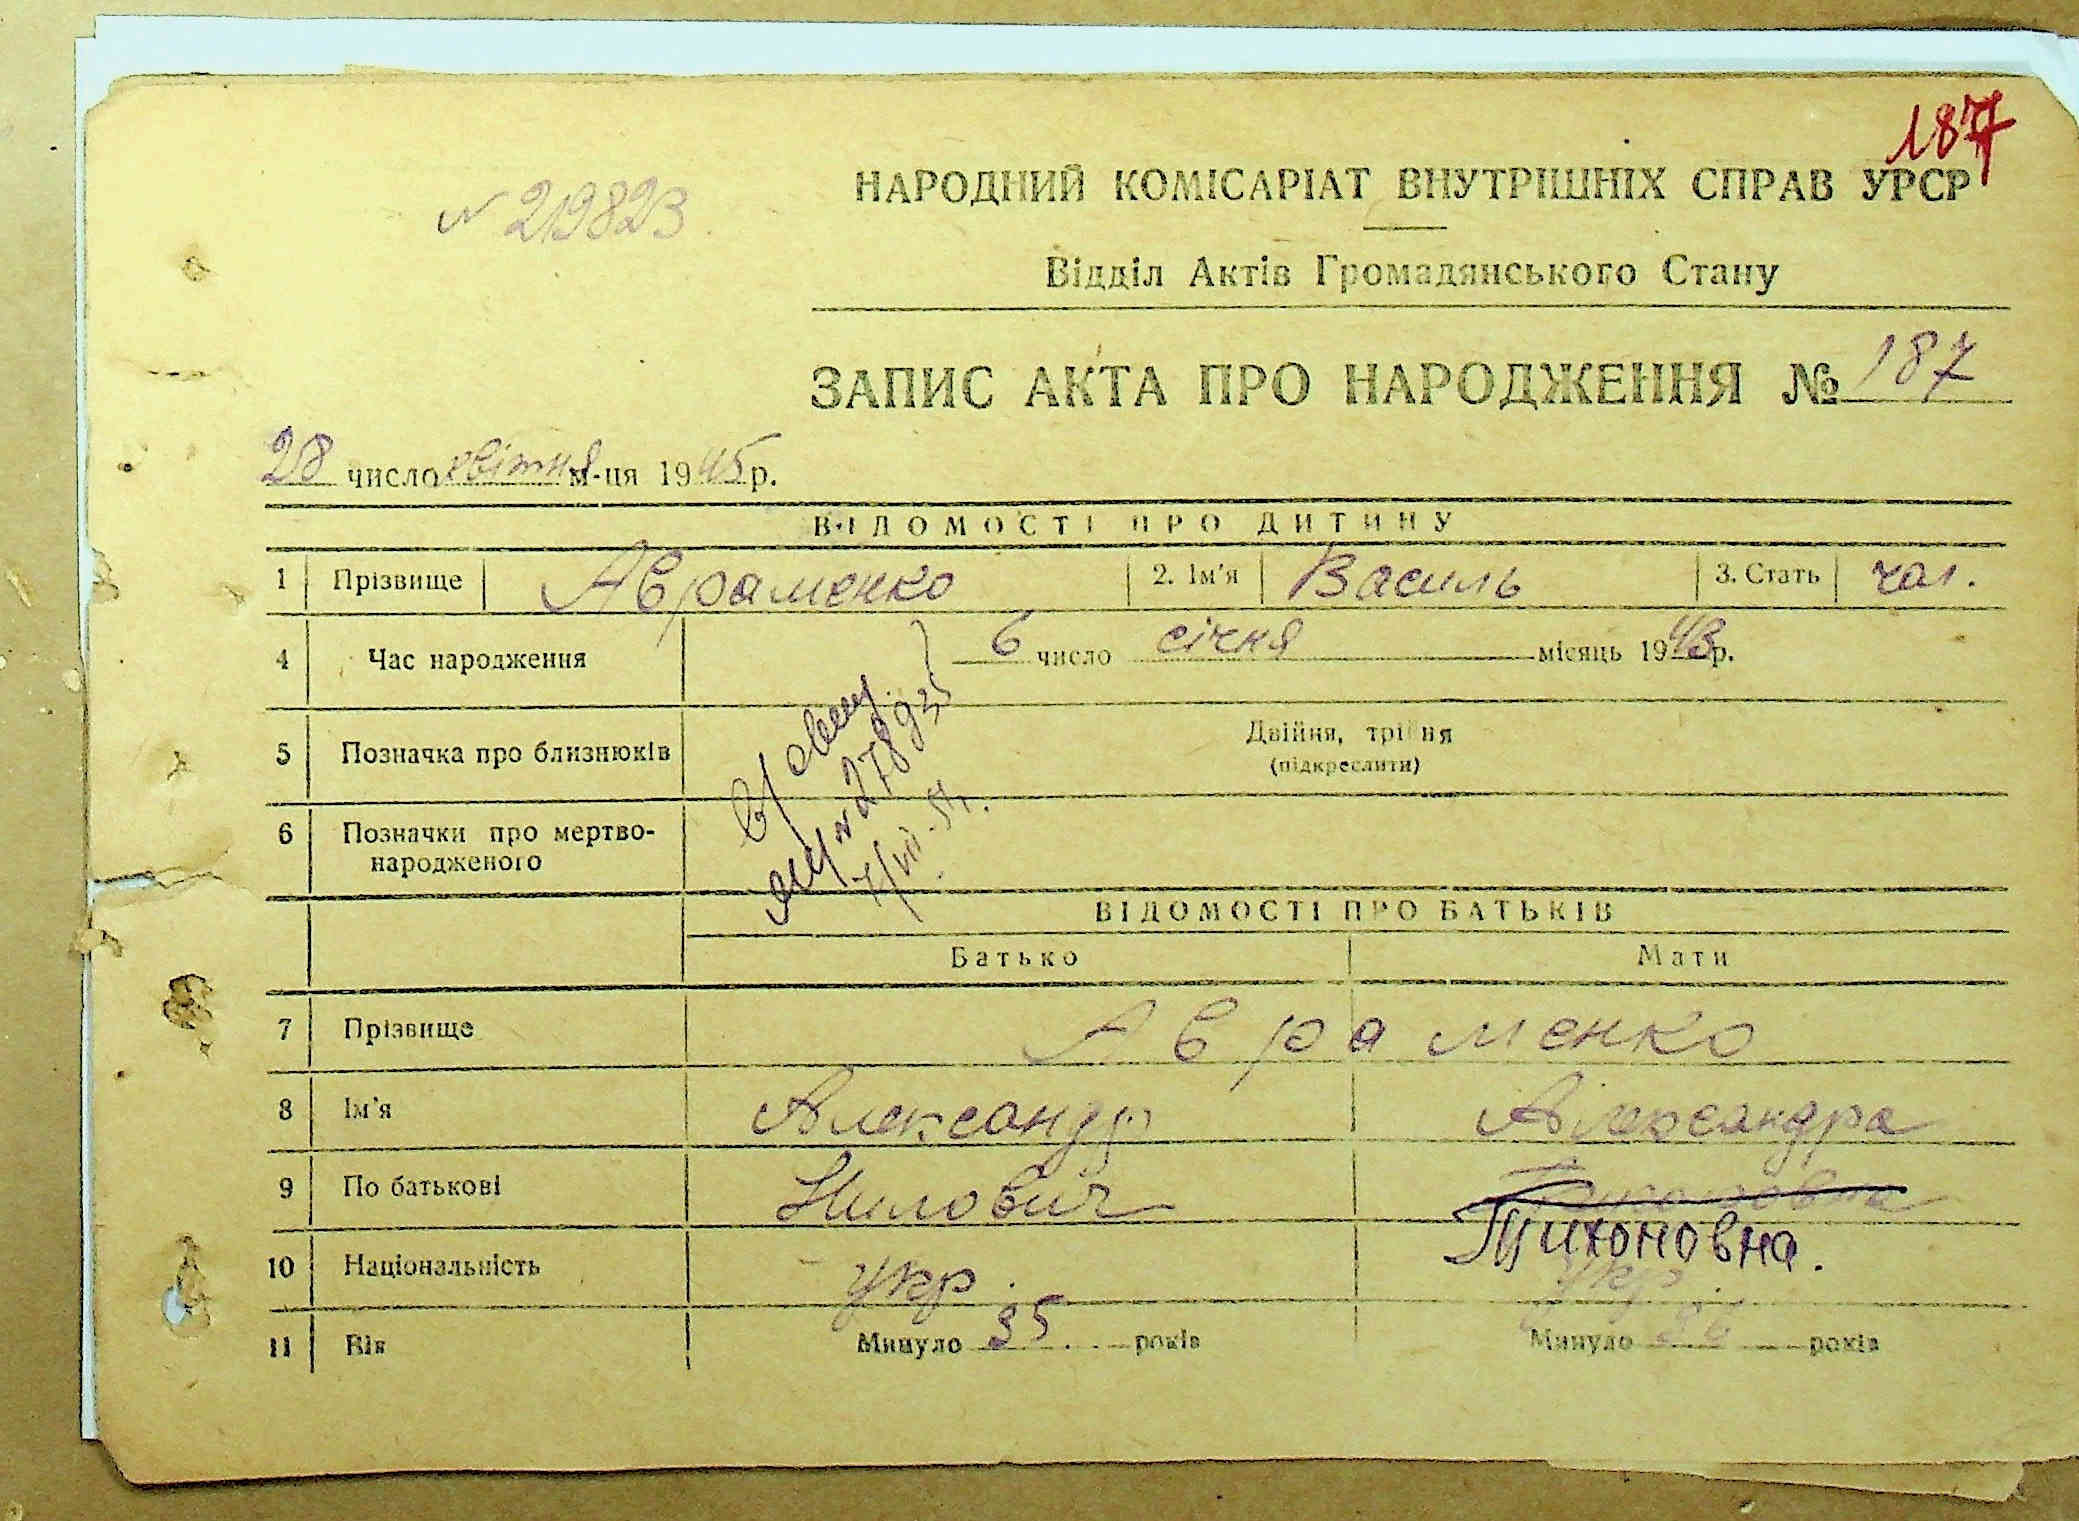 187
НАРОДНИЙ КОМІСАРІАТ ВНУТРІШНІХ СПРАВ УРСР
N 219823
Відділ Актів Громадянського Стану
ЗАПИС АКТА ПРО НАРОДЖЕННЯ № 187
28 число квітня м-ця 1945 р.
ВІДОМОСТІ ПРО ДИТИНУ
1 Прізвище Авраменко 2. Ім'я Василь 3. Стать чол.
4 Час народження 6 число січня місяць 1943 р.
5 Позначка про близнюків Двійня, трійня
(підкреслити)
6 Позначки про мертво-
народженого
N 278935
ВІДОМОСТІ ПРО БАТЬКІВ
Батько Мати
7 Прізвище Авраменко
8 Ім'я Александр Александра
9 По батькові Нилович
Тихоновна.
10 Національність укр. укр.
11 Вік Минуло 35 років Минуло років